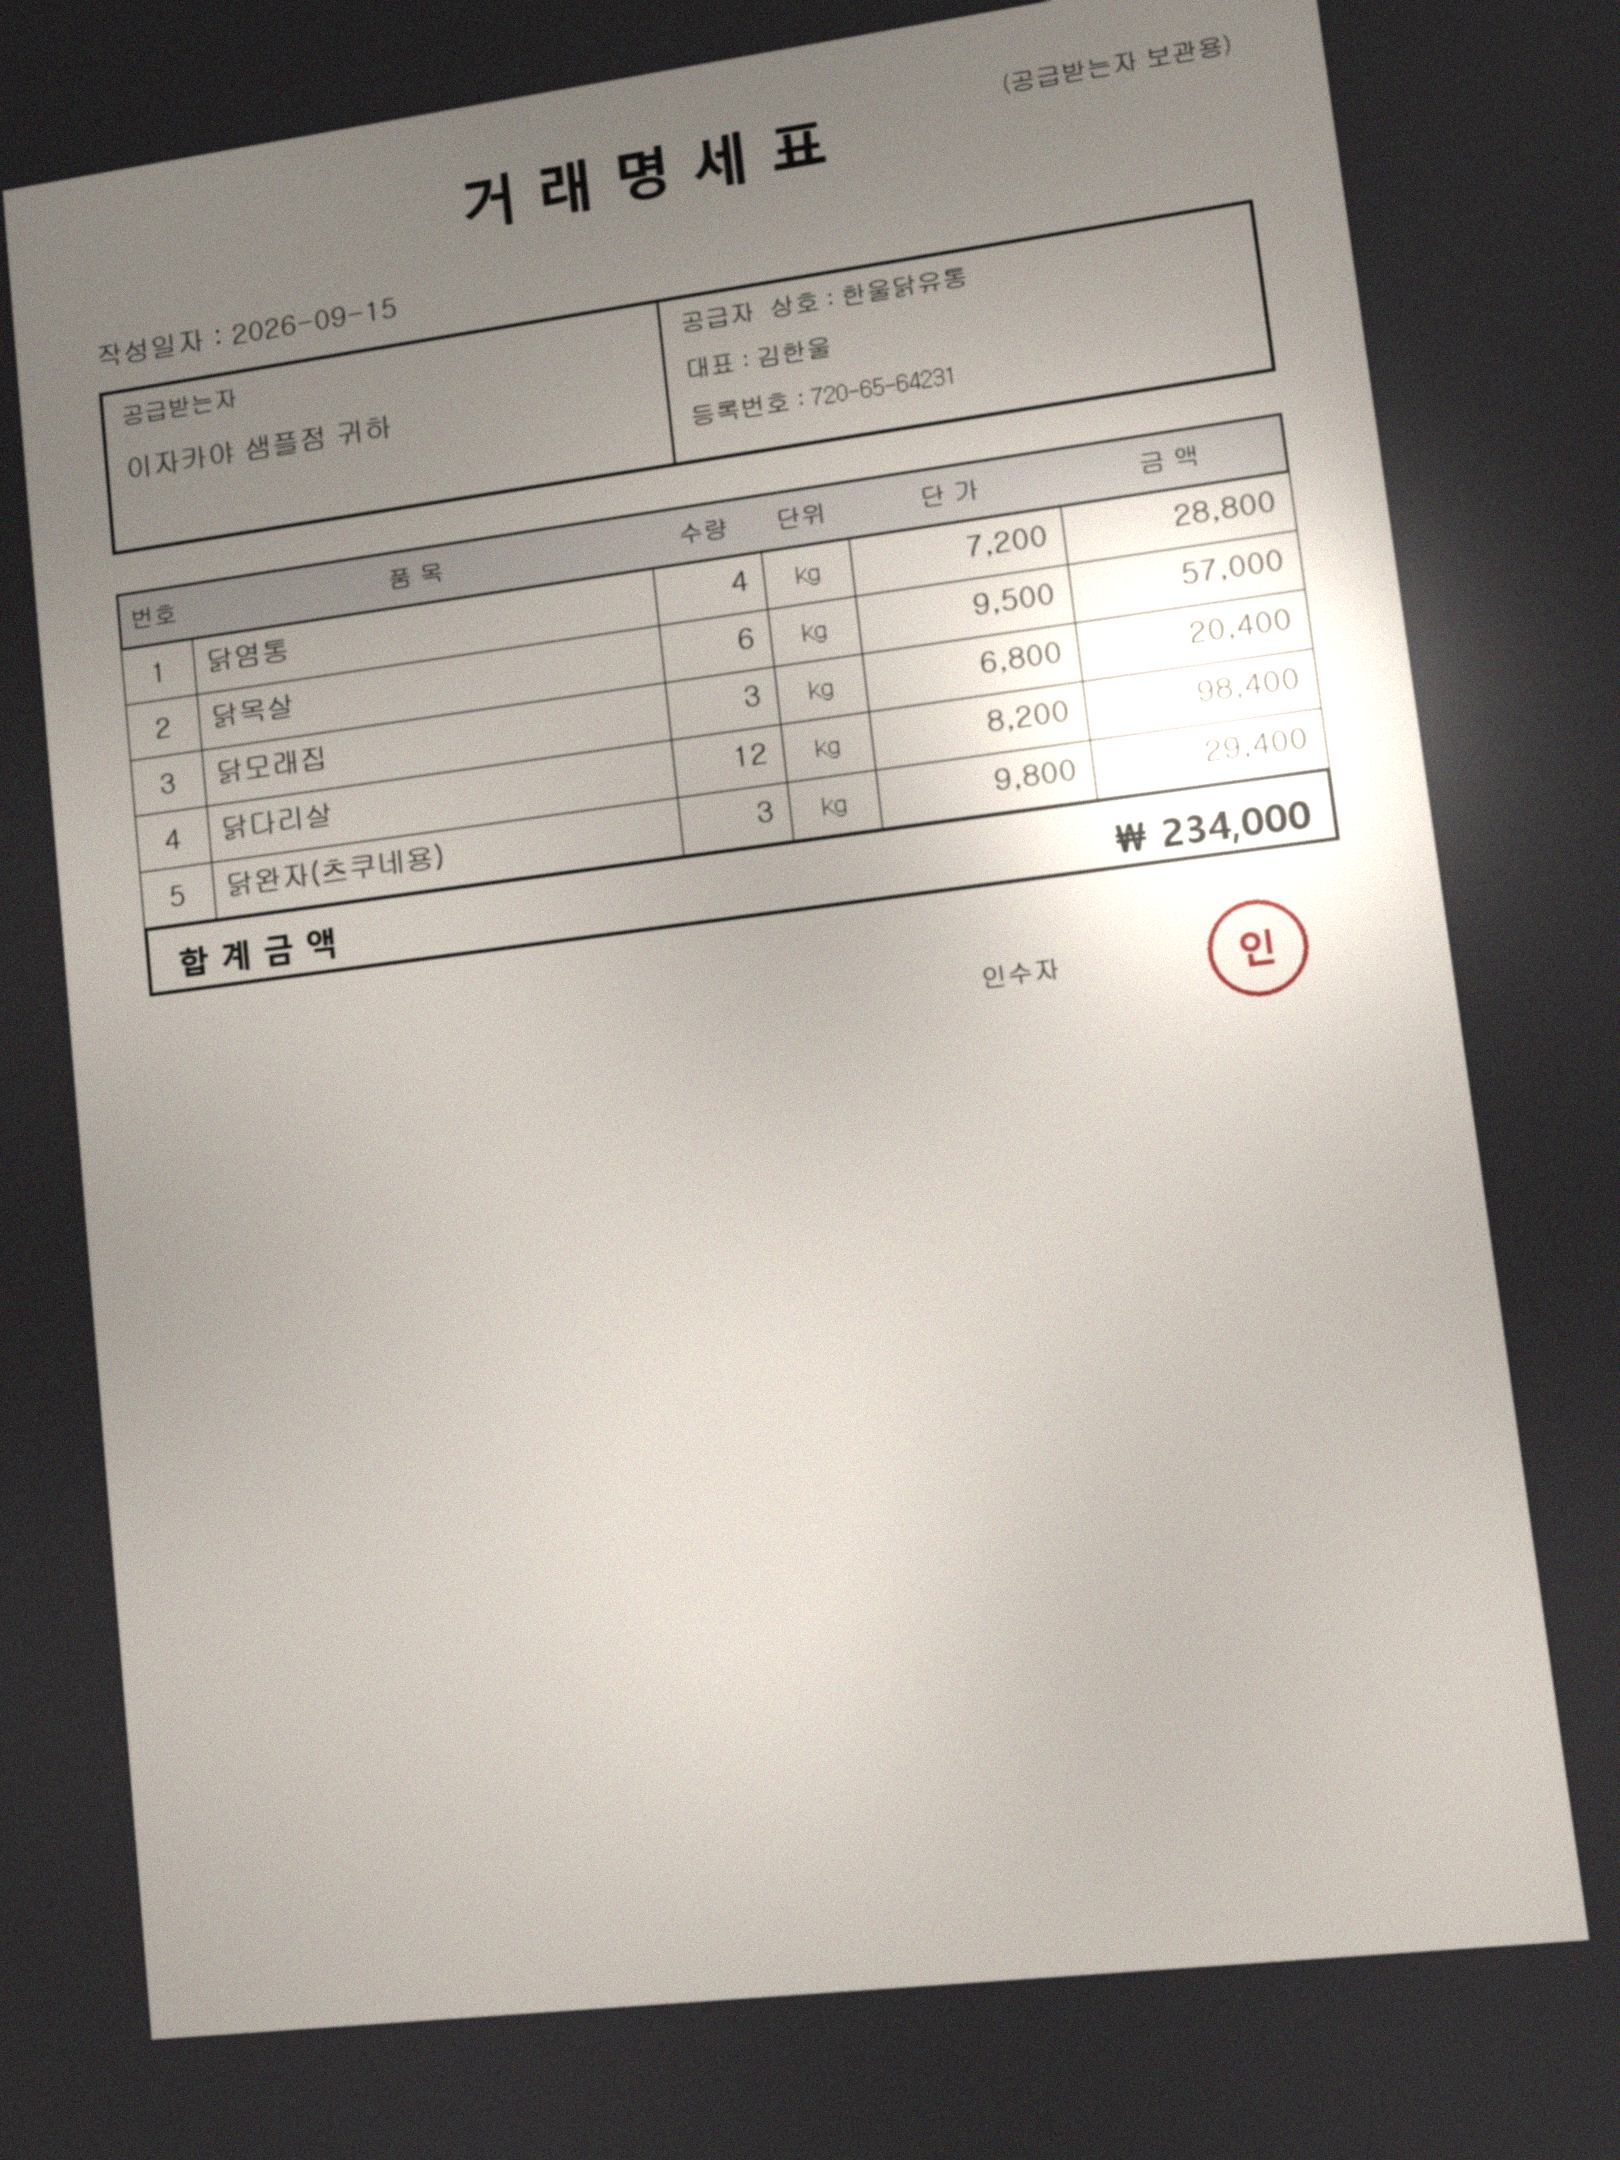 (공급받는자 보관용)
거 래 명 세 표
작성일자 : 2026-09-15
공급받는자
이자카야 샘플점 귀하
공급자 상호 : 한울닭유통
대표 : 김한울
등록번호 : 720-65-64231
번호 품 목 수량 단위 단 가 금 액
1 닭염통 4 kg 7,200 28,800
2 닭목살 6 kg 9,500 57,000
3 닭모래집 3 kg 6,800 20,400
4 닭다리살 12 kg 8,200 98,400
5 닭완자(츠쿠네용) 3 kg 9,800 29,400
합 계 금 액 ₩ 234,000
인수자 인